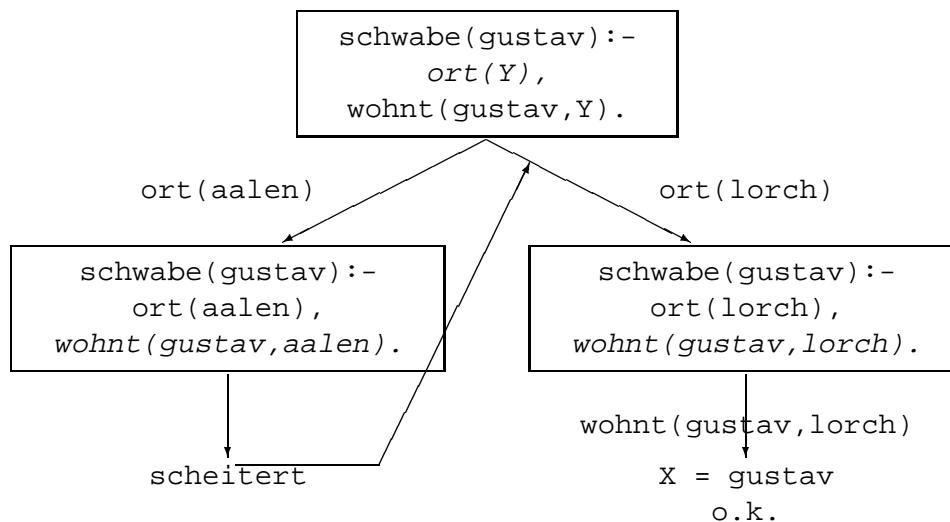 schwabe(gustav):-
ort(Y),
wohnt(gustav,Y).
ort(aalen)
ort(lorch)
schwabe(gustav):-
ort(aalen),
wohnt(gustav,aalen).
schwabe(gustav):-
ort(lorch),
wohnt(gustav,lorch).
wohnt(gustav,lorch)
scheitert
X = gustav
o.k.